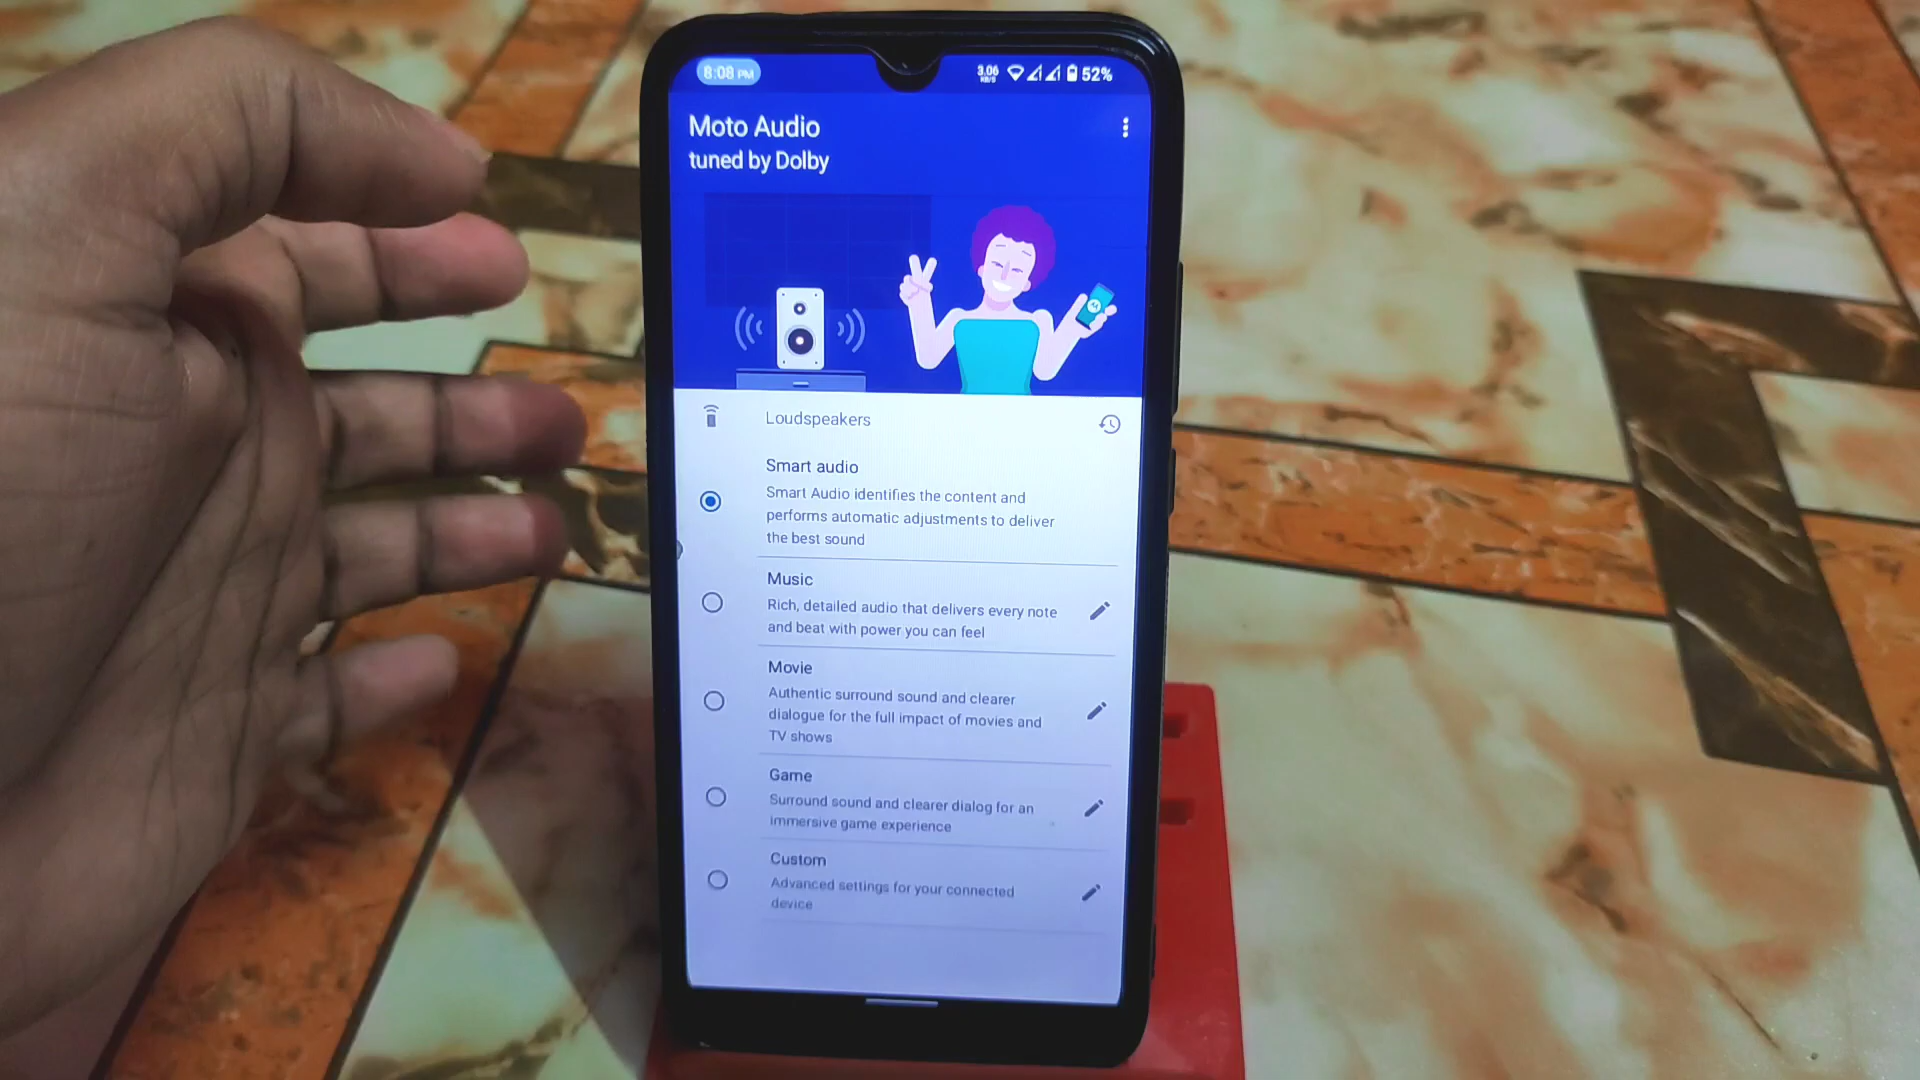 8:08 PM
3.06 KB/S 52%
Moto Audio
tuned by Dolby
Loudspeakers
Smart audio
Smart Audio identifies the content and
performs automatic adjustments to deliver
the best sound
Music
Rich, detailed audio that delivers every note
and beat with power you can feel
Movie
Authentic surround sound and clearer
dialogue for the full impact of movies and
TV shows
Game
Surround sound and clearer dialog for an
immersive game experience
Custom
Advanced settings for your connected
device